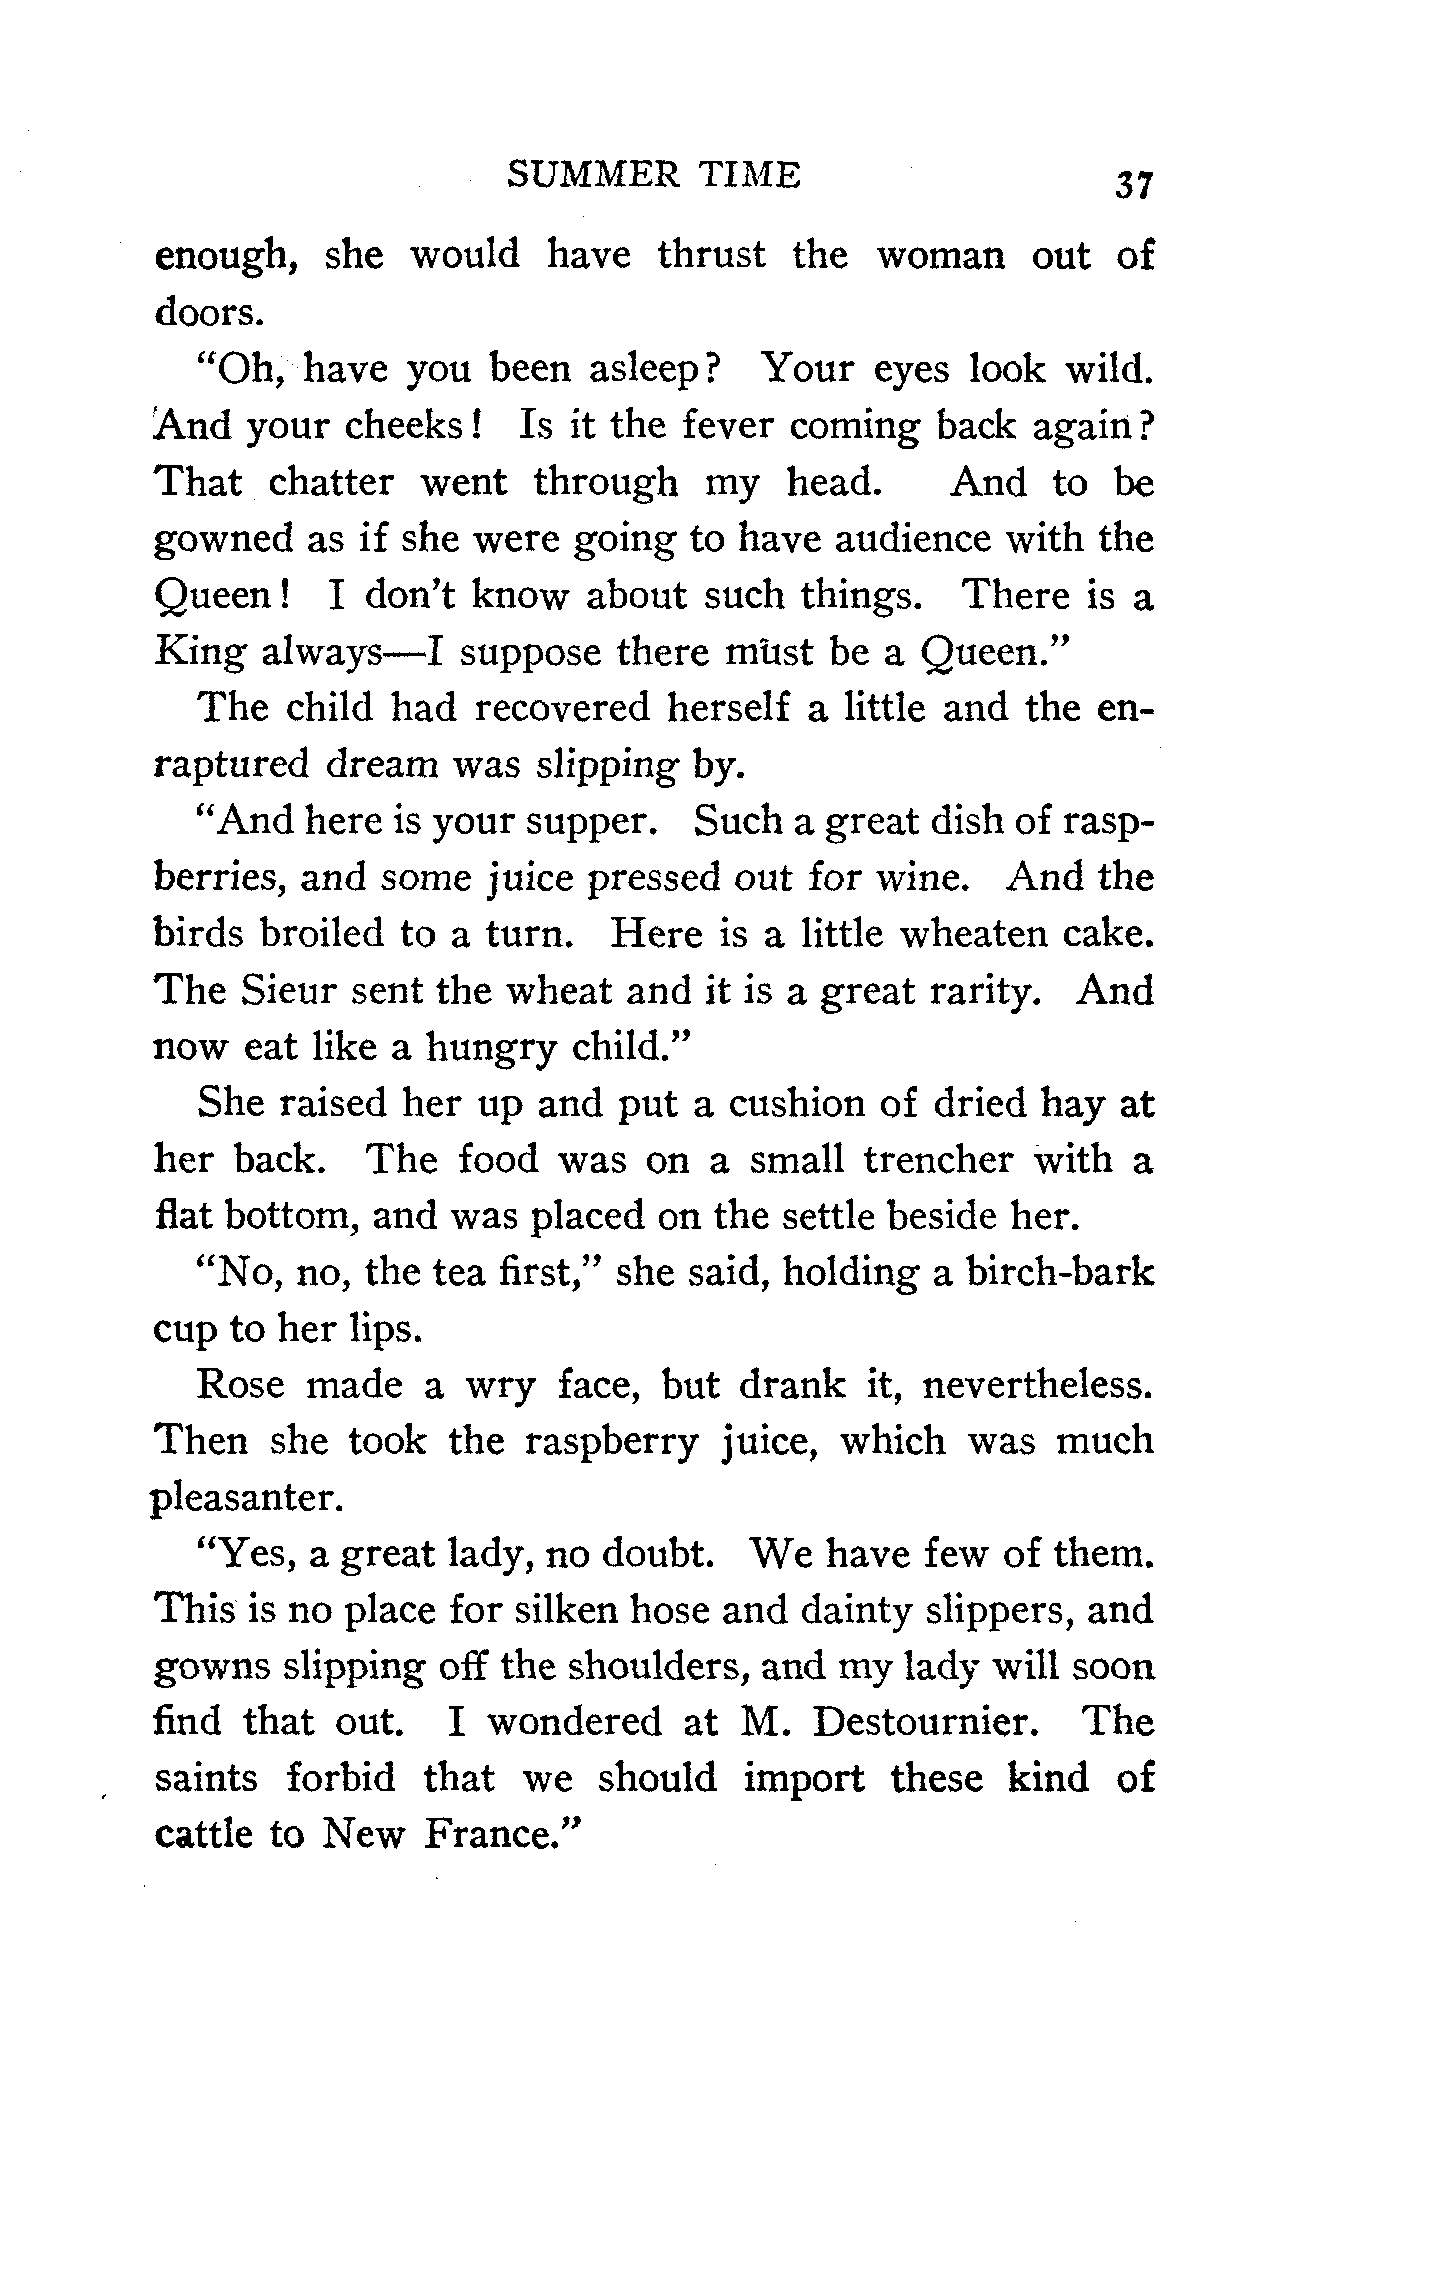 SUMMER TIME 37
enough, she would have thrust the woman out of
doors.
“Oh, have you been asleep? Your eyes look wild.
And your cheeks! Is it the fever coming back again?
That chatter went through my head. And to be
gowned as if she were going to have audience with the
Queen! I don’t know about such things. There is a
King always—I suppose there must be a Queen.”
The child had recovered herself a little and the en-
raptured dream was slipping by.
“And here is your supper. Such a great dish of rasp-
berries, and some juice pressed out for wine. And the
birds broiled to a turn. Here is a little wheaten cake.
The Sieur sent the wheat and it is a great rarity. And
now eat like a hungry child.”
She raised her up and put a cushion of dried hay at
her back. The food was on a small trencher with a
flat bottom, and was placed on the settle beside her.
“No, no, the tea first,” she said, holding a birch-bark
cup to her lips.
Rose made a wry face, but drank it, nevertheless.
Then she took the raspberry juice, which was much
pleasanter.
“Yes, a great lady, no doubt. We have few of them.
This is no place for silken hose and dainty slippers, and
gowns slipping off the shoulders, and my lady will soon
find that out. I wondered at M. Destournier. The
saints forbid that we should import these kind of
cattle to New France.”